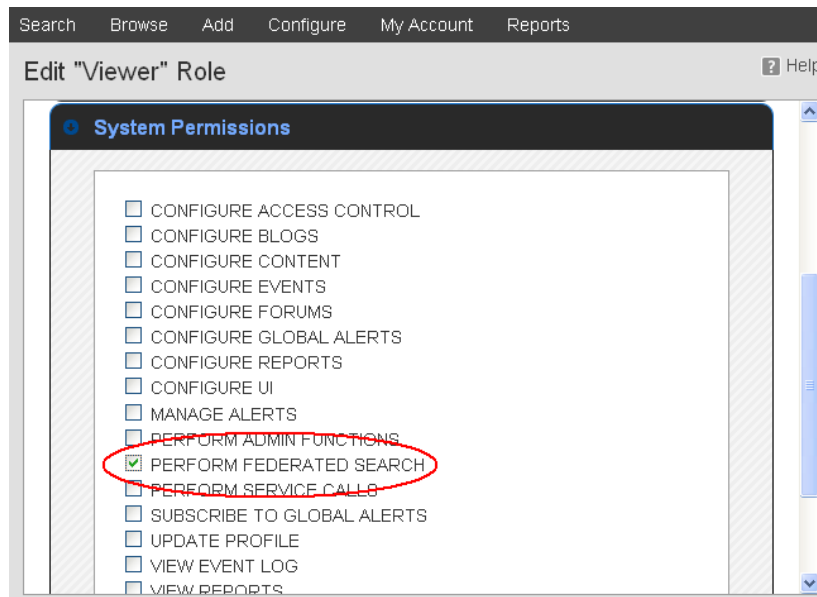 Search Browse Add Configure My Account Reports
Edit "Viewer" Role
? Help
System Permissions
CONFIGURE ACCESS CONTROL
CONFIGURE BLOGS
CONFIGURE CONTENT
CONFIGURE EVENTS
CONFIGURE FORUMS
CONFIGURE GLOBAL ALERTS
CONFIGURE REPORTS
CONFIGURE UI
MANAGE ALERTS
PERFORM ADMIN FUNCTIONS
PERFORM FEDERATED SEARCH
PERFORM SERVICE CALLS
SUBSCRIBE TO GLOBAL ALERTS
UPDATE PROFILE
VIEW EVENT LOG
VIEW REPORTS